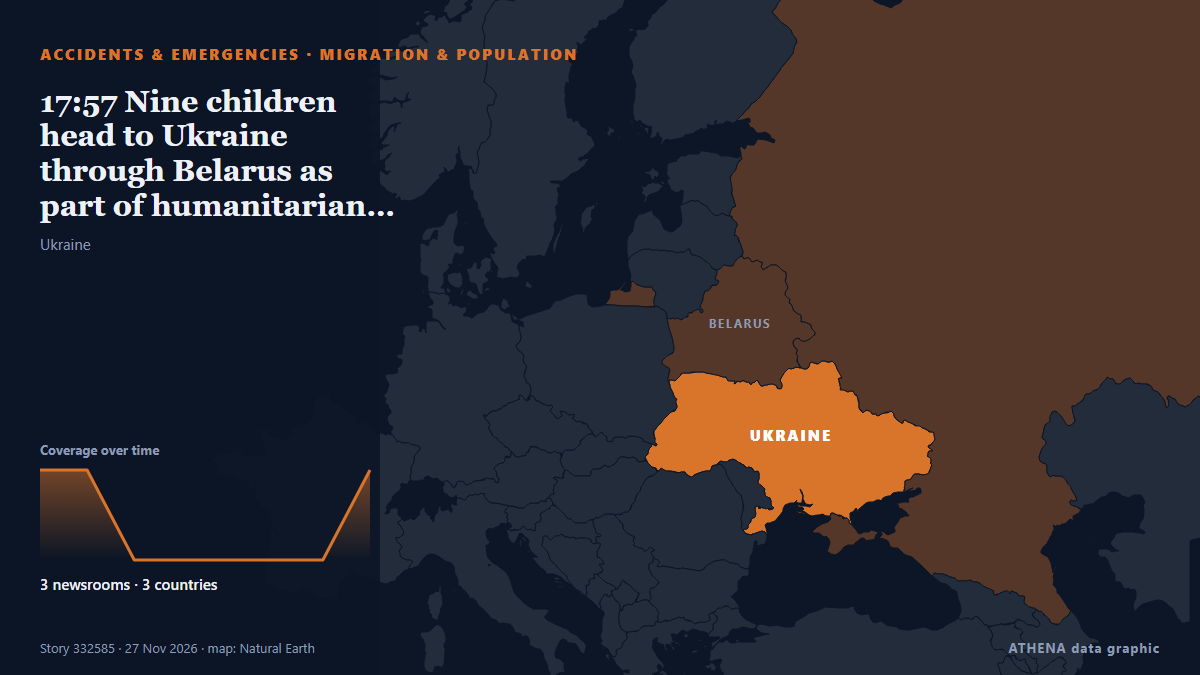 ACCIDENTS & EMERGENCIES · MIGRATION & POPULATION
17:57 Nine children
head to Ukraine
through Belarus as
part of humanitarian...
Ukraine
BELARUS
UKRAINE
Coverage over time
3 newsrooms · 3 countries
Story 332585 · 27 Nov 2026 · map: Natural Earth
ATHENA data graphic